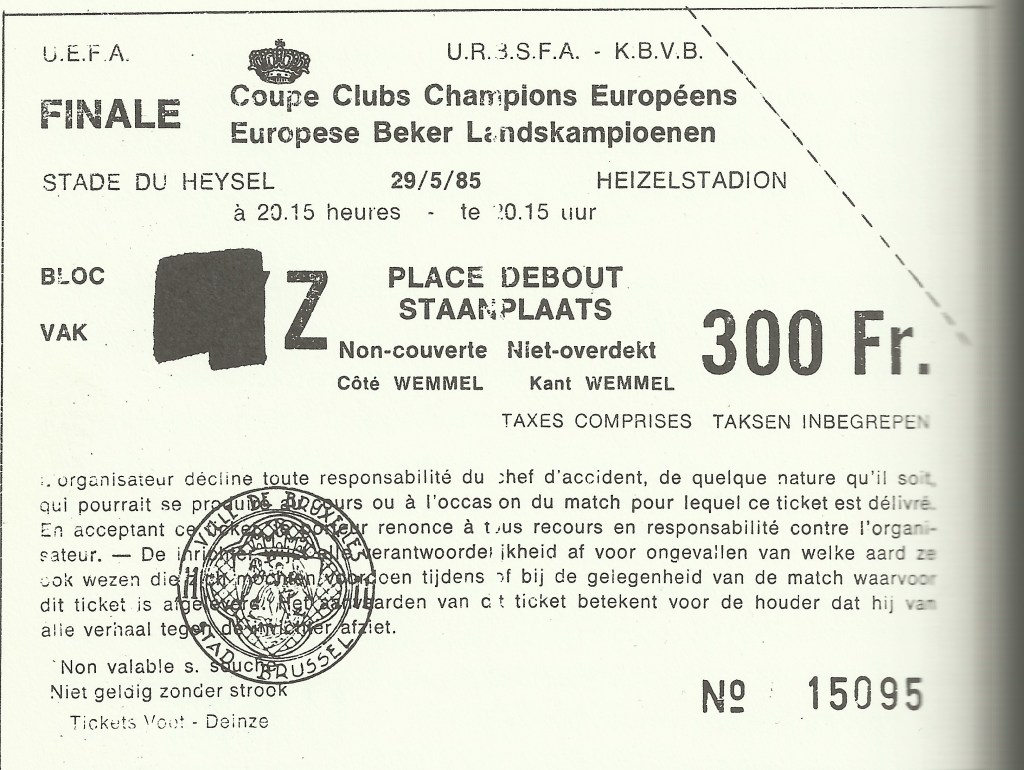 U.E.F.A.
U.R.B.S.F.A. - K.B.V.B.
FINALE
Coupe Clubs Champions Européens
Europese Beker Landskampioenen
STADE DU HEYSEL 29/5/85 HEIZELSTADION
à 20.15 heures - te 20.15 uur
BLOC
VAK
Z
PLACE DEBOUT
STAANPLAATS
Non-couverte Niet-overdekt
Côté WEMMEL Kant WEMMEL
300 Fr.
TAXES COMPRISES TAKSEN INBEGREPEN
L'organisateur décline toute responsabilité du chef d'accident, de quelque nature qu'il soit,
qui pourrait se produire au cours ou à l'occasion du match pour lequel ce ticket est délivré.
En acceptant ce ticket le porteur renonce à tous recours en responsabilité contre l'organi-
sateur. — De inrichter wijst alle verantwoordelijkheid af voor ongevallen van welke aard ze
ook wezen die zich mochten voordoen tijdens of bij de gelegenheid van de match waarvoor
dit ticket is afgeleverd. Het aanvaarden van dit ticket betekent voor de houder dat hij van
alle verhaal tegen de inrichter afziet.
VILLE DE BRUXELLES
STAD BRUSSEL
Non valable s. souche
Niet geldig zonder strook
Tickets Voet - Deinze
Nº 15095